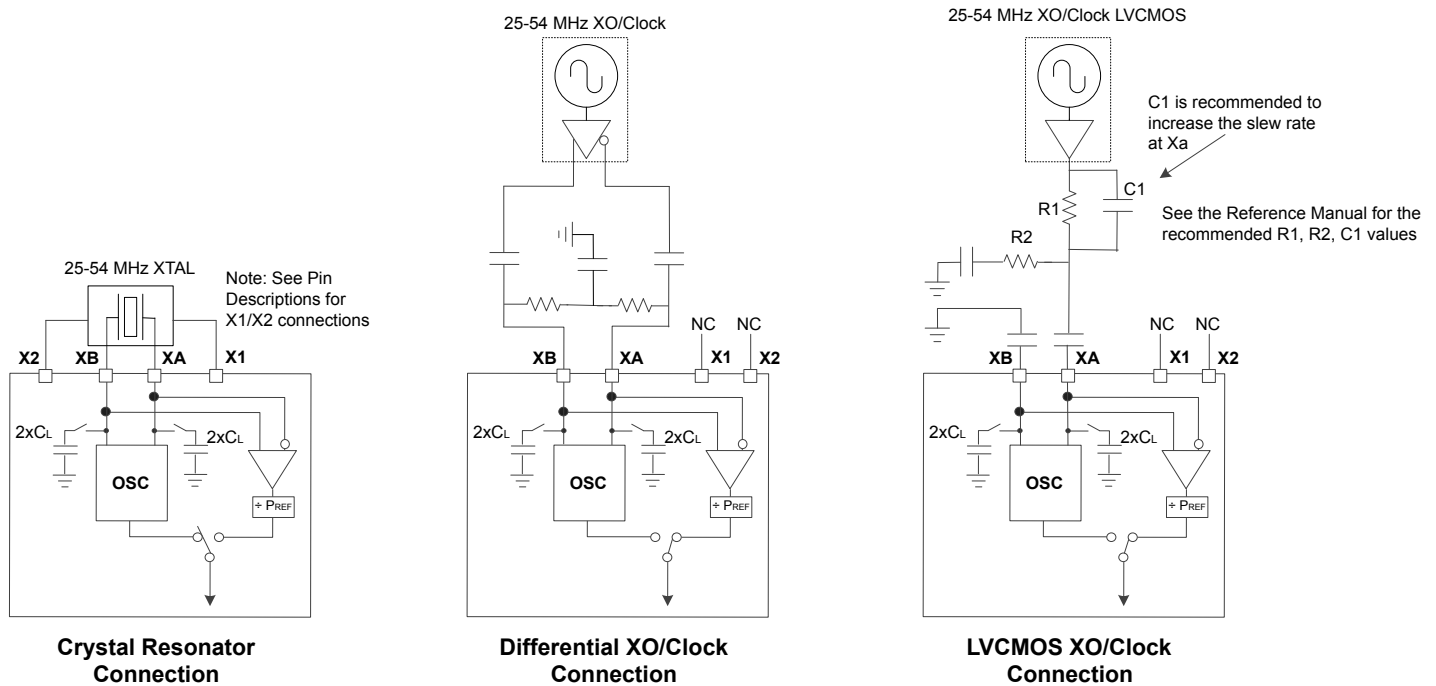 25-54 MHz XTAL
Note: See Pin
Descriptions for
X1/X2 connections
X2 XB XA X1
2xCL 2xCL
OSC
÷ PREF
Crystal Resonator
Connection
25-54 MHz XO/Clock
NC NC
XB XA X1 X2
2xCL 2xCL
OSC
÷ PREF
Differential XO/Clock
Connection
25-54 MHz XO/Clock LVCMOS
C1 is recommended to
increase the slew rate
at Xa
C1
R1
See the Reference Manual for the
recommended R1, R2, C1 values
R2
NC NC
XB XA X1 X2
2xCL 2xCL
OSC
÷ PREF
LVCMOS XO/Clock
Connection